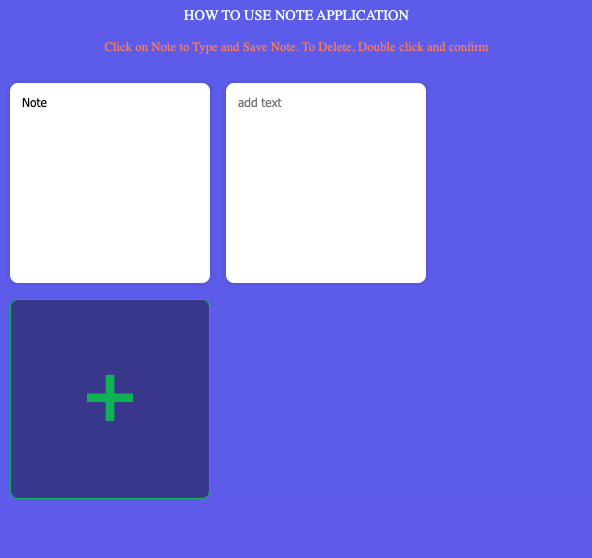 HOW TO USE NOTE APPLICATION
Click on Note to Type and Save Note. To Delete, Double click and confirm
Note
add text
+